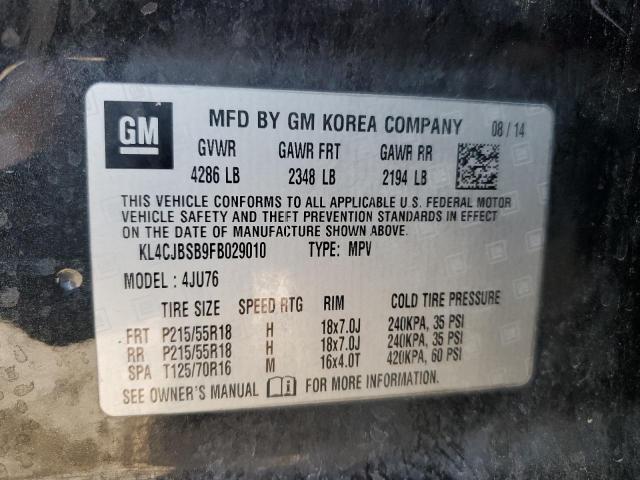 GM
MFD BY GM KOREA COMPANY 08 / 14
GVWR GAWR FRT GAWR RR
4286 LB 2348 LB 2194 LB
THIS VEHICLE CONFORMS TO ALL APPLICABLE U. S. FEDERAL MOTOR
VEHICLE SAFETY AND THEFT PREVENTION STANDARDS IN EFFECT
ON THE DATE OF MANUFACTURE SHOWN ABOVE.
KL4CJBSB9FB029010 TYPE: MPV
MODEL : 4JU76
TIRE SIZE SPEED RTG RIM COLD TIRE PRESSURE
FRT P215/55R18 H 18x7.0J 240KPA, 35 PSI
RR P215/55R18 H 18x7.0J 240KPA, 35 PSI
SPA T125/70R16 M 16x4.0T 420KPA, 60 PSI
SEE OWNER'S MANUAL i FOR MORE INFORMATION.